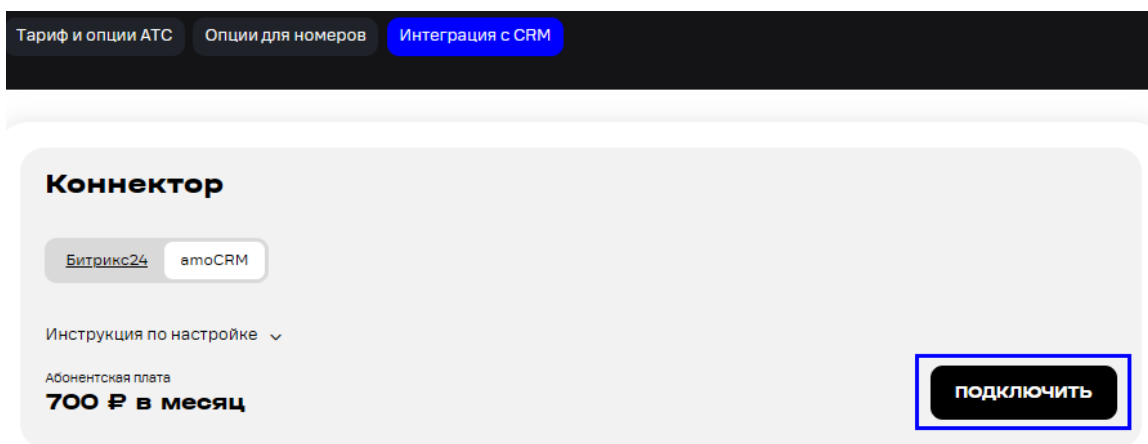 Тариф и опции АТС Опции для номеров Интеграция с CRM
Коннектор
Битрикс24 amoCRM
Инструкция по настройке
Абонентская плата
700 ₽ в месяц
ПОДКЛЮЧИТЬ